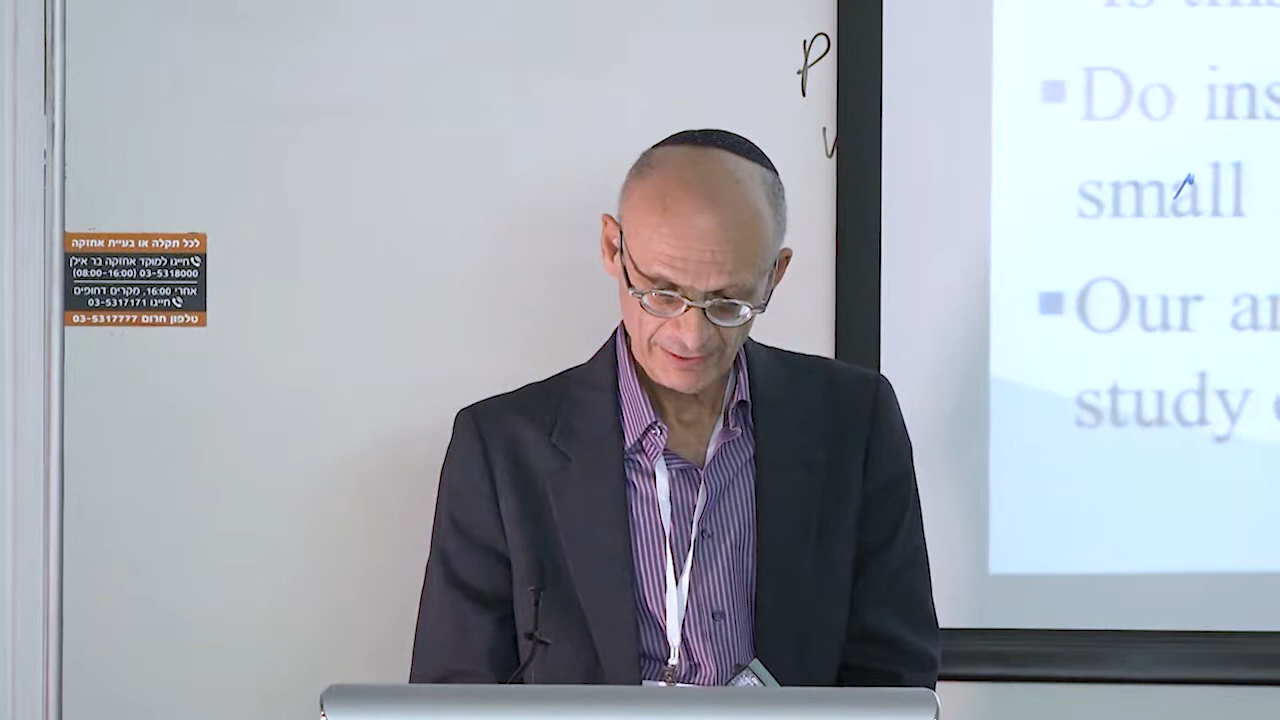 לכל תקלה או בעיית אחזקה
חייגו למוקד אחזקה בר אילן
03-5318000 (08:00-16:00)
אחרי 16:00, מקרים דחופים
חייגו 03-5317171
טלפון חרום 03-5317777
P
Do
small
Our
study